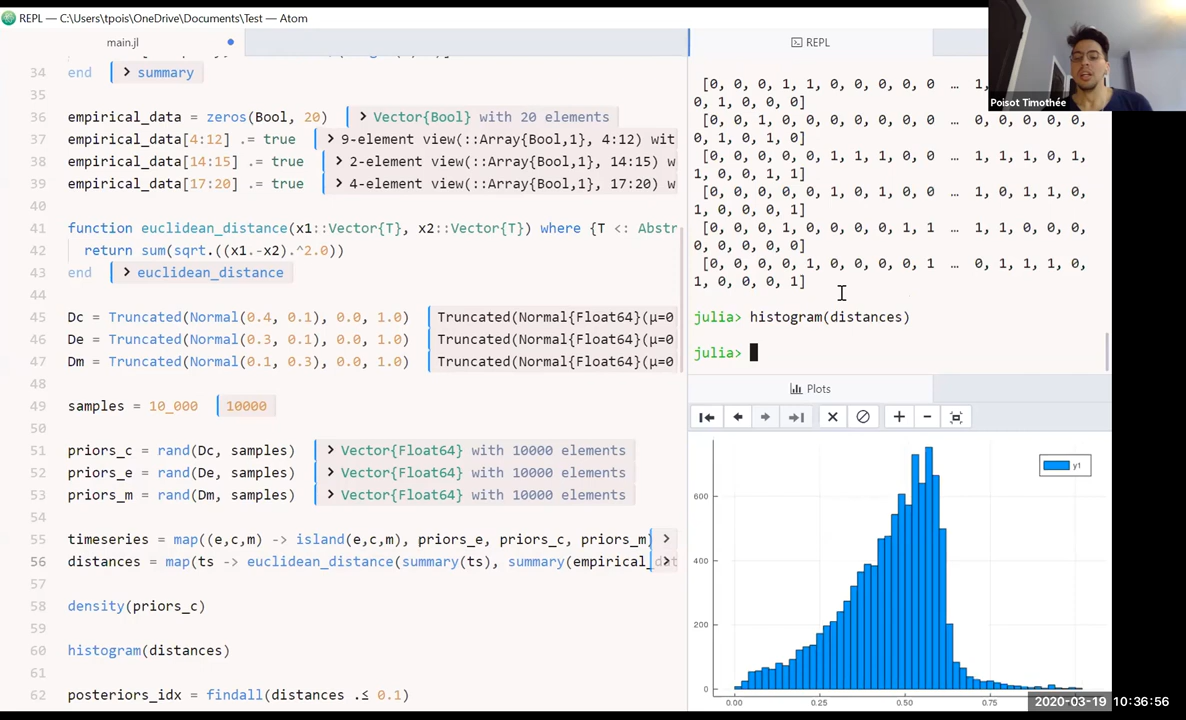 REPL — C:\Users\tpois\OneDrive\Documents\Test — Atom
main.jl
34 end > summary
35
36 empirical_data = zeros(Bool, 20) > Vector{Bool} with 20 elements
37 empirical_data[4:12] .= true > 9-element view(::Array{Bool,1}, 4:12) wit
38 empirical_data[14:15] .= true > 2-element view(::Array{Bool,1}, 14:15) w
39 empirical_data[17:20] .= true > 4-element view(::Array{Bool,1}, 17:20) w
40
41 function euclidean_distance(x1::Vector{T}, x2::Vector{T}) where {T <: Abstr
42 return sum(sqrt.((x1.-x2).^2.0))
43 end > euclidean_distance
44
45 Dc = Truncated(Normal(0.4, 0.1), 0.0, 1.0) Truncated(Normal{Float64}(μ=0
46 De = Truncated(Normal(0.3, 0.1), 0.0, 1.0) Truncated(Normal{Float64}(μ=0
47 Dm = Truncated(Normal(0.1, 0.3), 0.0, 1.0) Truncated(Normal{Float64}(μ=0
48
49 samples = 10_000 10000
50
51 priors_c = rand(Dc, samples) > Vector{Float64} with 10000 elements
52 priors_e = rand(De, samples) > Vector{Float64} with 10000 elements
53 priors_m = rand(Dm, samples) > Vector{Float64} with 10000 elements
54
55 timeseries = map((e,c,m) -> island(e,c,m), priors_e, priors_c, priors_m) >
56 distances = map(ts -> euclidean_distance(summary(ts), summary(empirical_dat >
57
58 density(priors_c)
59
60 histogram(distances)
61
62 posteriors_idx = findall(distances .≤ 0.1)
REPL
[0, 0, 0, 1, 1, 0, 0, 0, 0, 0 … 1,
0, 1, 0, 0, 0]
[0, 0, 1, 0, 0, 0, 0, 0, 0, 0 … 0, 0, 0, 0, 0,
0, 1, 0, 1, 0]
[0, 0, 0, 0, 0, 1, 1, 1, 0, 0 … 1, 1, 1, 0, 1,
1, 0, 0, 1, 1]
[0, 0, 0, 0, 0, 1, 0, 1, 0, 0 … 1, 0, 1, 1, 0,
1, 0, 0, 0, 1]
[0, 0, 0, 1, 0, 0, 0, 0, 1, 1 … 1, 1, 0, 0, 0,
0, 0, 0, 0, 0]
[0, 0, 0, 0, 1, 0, 0, 0, 0, 1 … 0, 1, 1, 1, 0,
1, 0, 0, 0, 1]
julia> histogram(distances)
julia>
Poisot Timothée
Plots
y1
600
400
200
0
0.00 0.25 0.50 0.75
2020-03-19 10:36:56